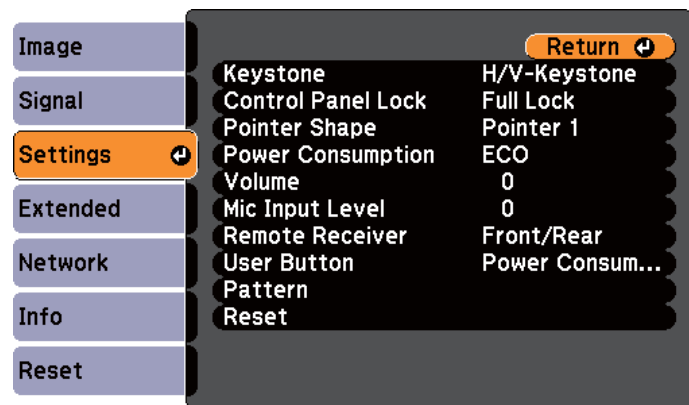 Image
Signal
Settings
Extended
Network
Info
Reset
Return
Keystone H/V-Keystone
Control Panel Lock Full Lock
Pointer Shape Pointer 1
Power Consumption ECO
Volume 0
Mic Input Level 0
Remote Receiver Front/Rear
User Button Power Consum...
Pattern
Reset